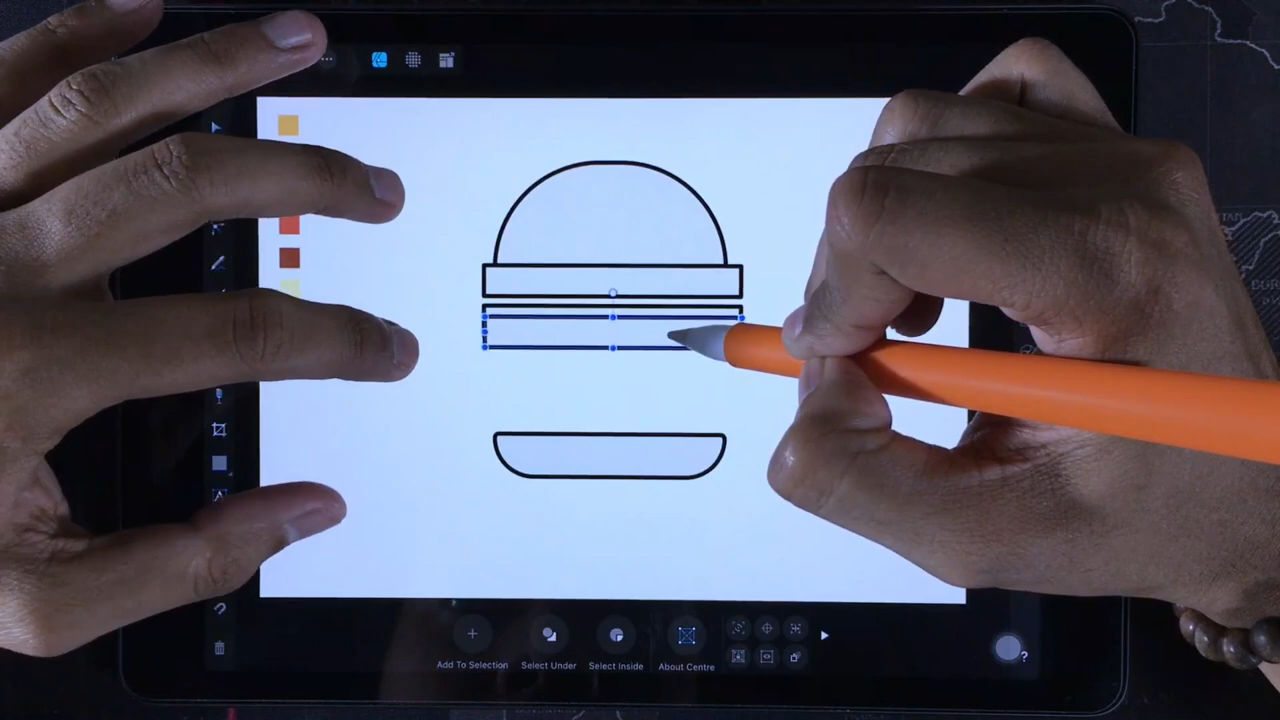 Add To Selection
Select Under
Select Inside
About Centre
?